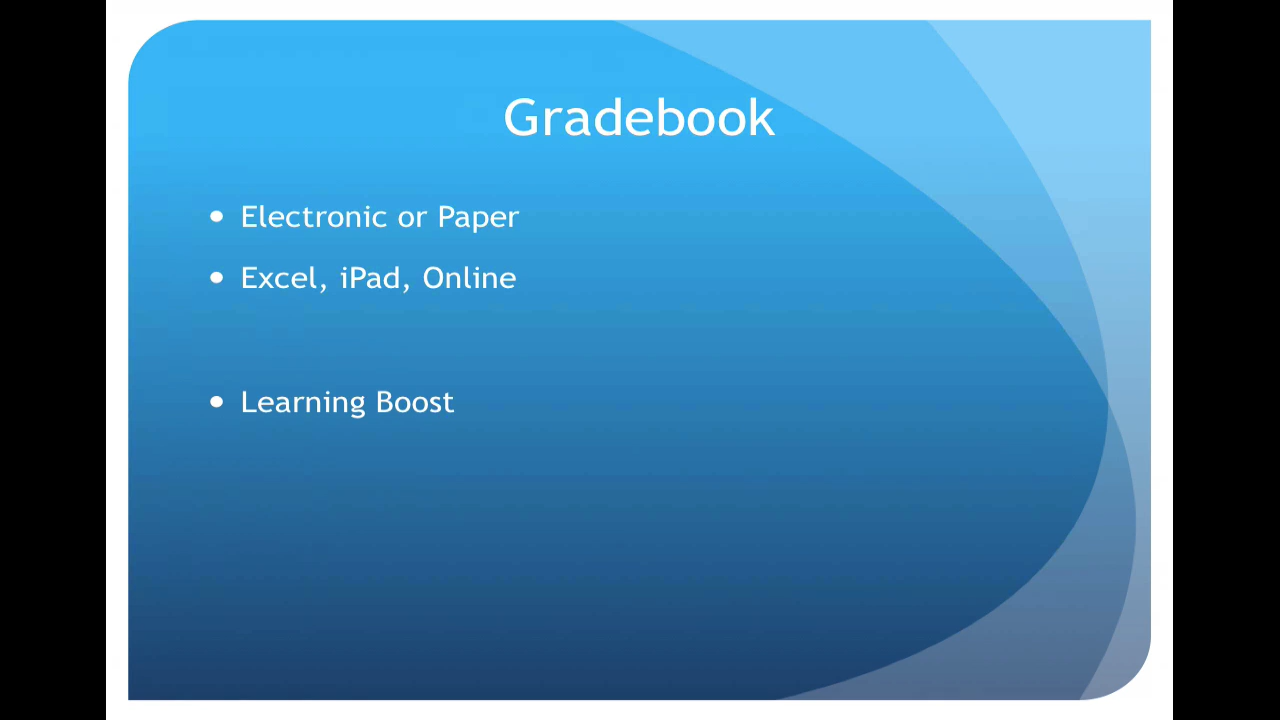 Gradebook
• Electronic or Paper
• Excel, iPad, Online
• Learning Boost